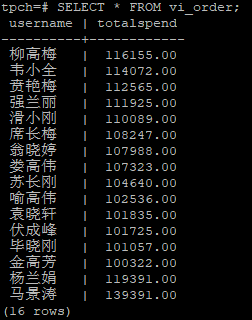 tpch=# SELECT * FROM vi_order;
username | totalspend
----------+------------
柳高梅 | 116155.00
韦小全 | 114072.00
贲艳梅 | 112565.00
强兰丽 | 111925.00
滑小刚 | 110089.00
席长梅 | 108247.00
翁晓婷 | 107988.00
娄高伟 | 107323.00
苏长刚 | 104640.00
喻高伟 | 102536.00
袁晓轩 | 101835.00
伏成峰 | 101725.00
毕晓刚 | 101057.00
金高芳 | 100322.00
杨兰娟 | 119391.00
马景涛 | 139391.00
(16 rows)